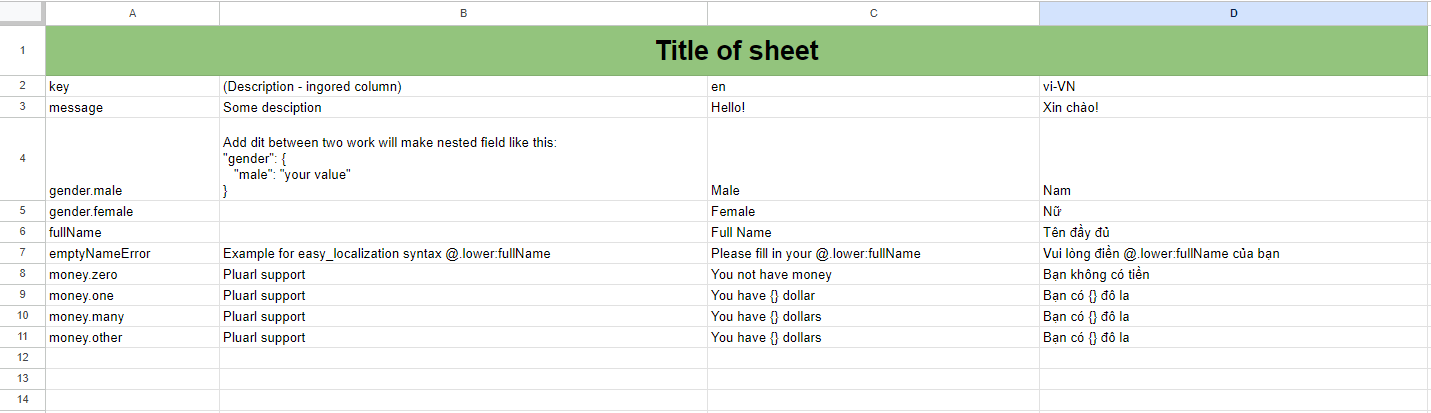 A B C D
1 Title of sheet
2 key (Description - ingored column) en vi-VN
3 message Some desciption Hello! Xin chào!
Add dit between two work will make nested field like this:
"gender": {
"male": "your value"
4 gender.male } Male Nam
5 gender.female Female Nữ
6 fullName Full Name Tên đầy đủ
7 emptyNameError Example for easy_localization syntax @.lower:fullName Please fill in your @.lower:fullName Vui lòng điền @.lower:fullName của bạn
8 money.zero Pluarl support You not have money Bạn không có tiền
9 money.one Pluarl support You have {} dollar Bạn có {} đô la
10 money.many Pluarl support You have {} dollars Bạn có {} đô la
11 money.other Pluarl support You have {} dollars Bạn có {} đô la
12
13
14